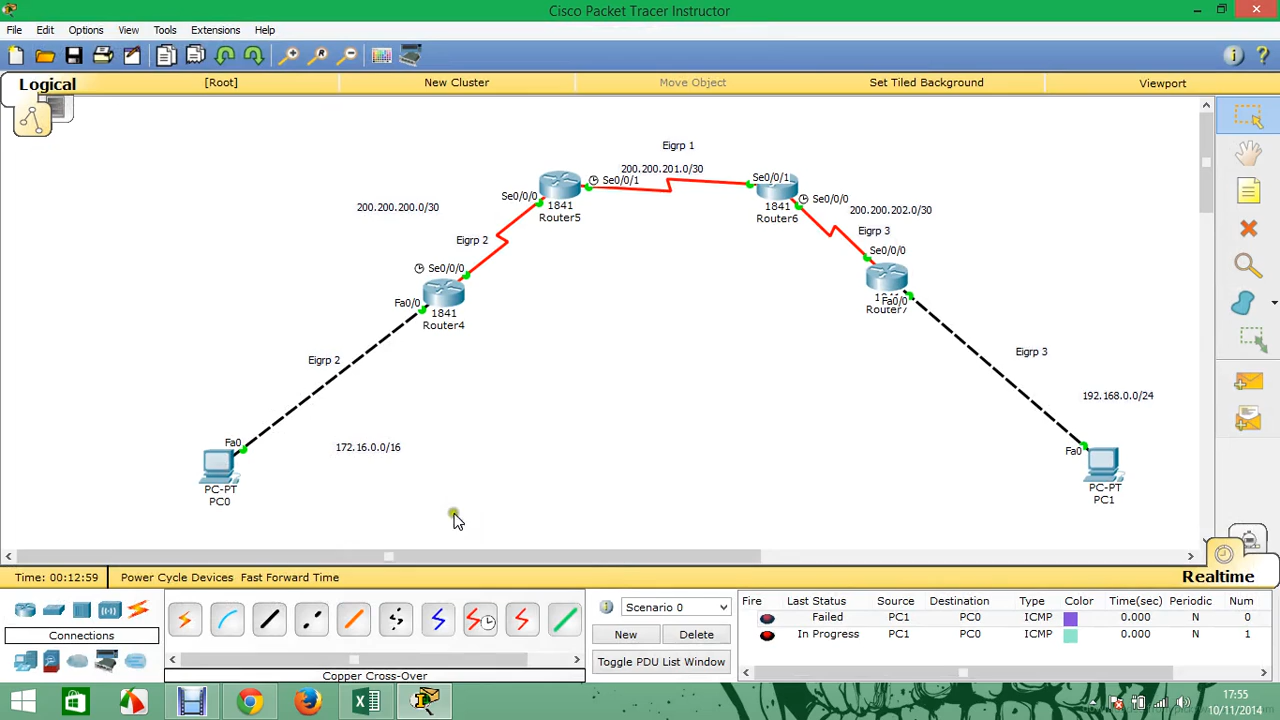 Cisco Packet Tracer Instructor
File Edit Options View Tools Extensions Help
Logical
[Root]
New Cluster
Move Object
Set Tiled Background
Viewport
Eigrp 1
200.200.201.0/30
Se0/0/1
Se0/0/1
Se0/0/0
1841
Router5
1841
Router6
Se0/0/0
200.200.202.0/30
200.200.200.0/30
Eigrp 3
Eigrp 2
Se0/0/0
Se0/0/0
Fa0/0
1841
Router4
Fa0/0
Router7
Eigrp 2
Eigrp 3
192.168.0.0/24
172.16.0.0/16
Fa0
PC-PT
PC0
Fa0
PC-PT
PC1
Time: 00:12:59
Power Cycle Devices Fast Forward Time
Realtime
Connections
Copper Cross-Over
Scenario 0
New
Delete
Toggle PDU List Window
Fire Last Status Source Destination Type Color Time(sec) Periodic Num
Failed PC1 PC0 ICMP 0.000 N 0
In Progress PC1 PC0 ICMP 0.000 N 1
17:55
10/11/2014